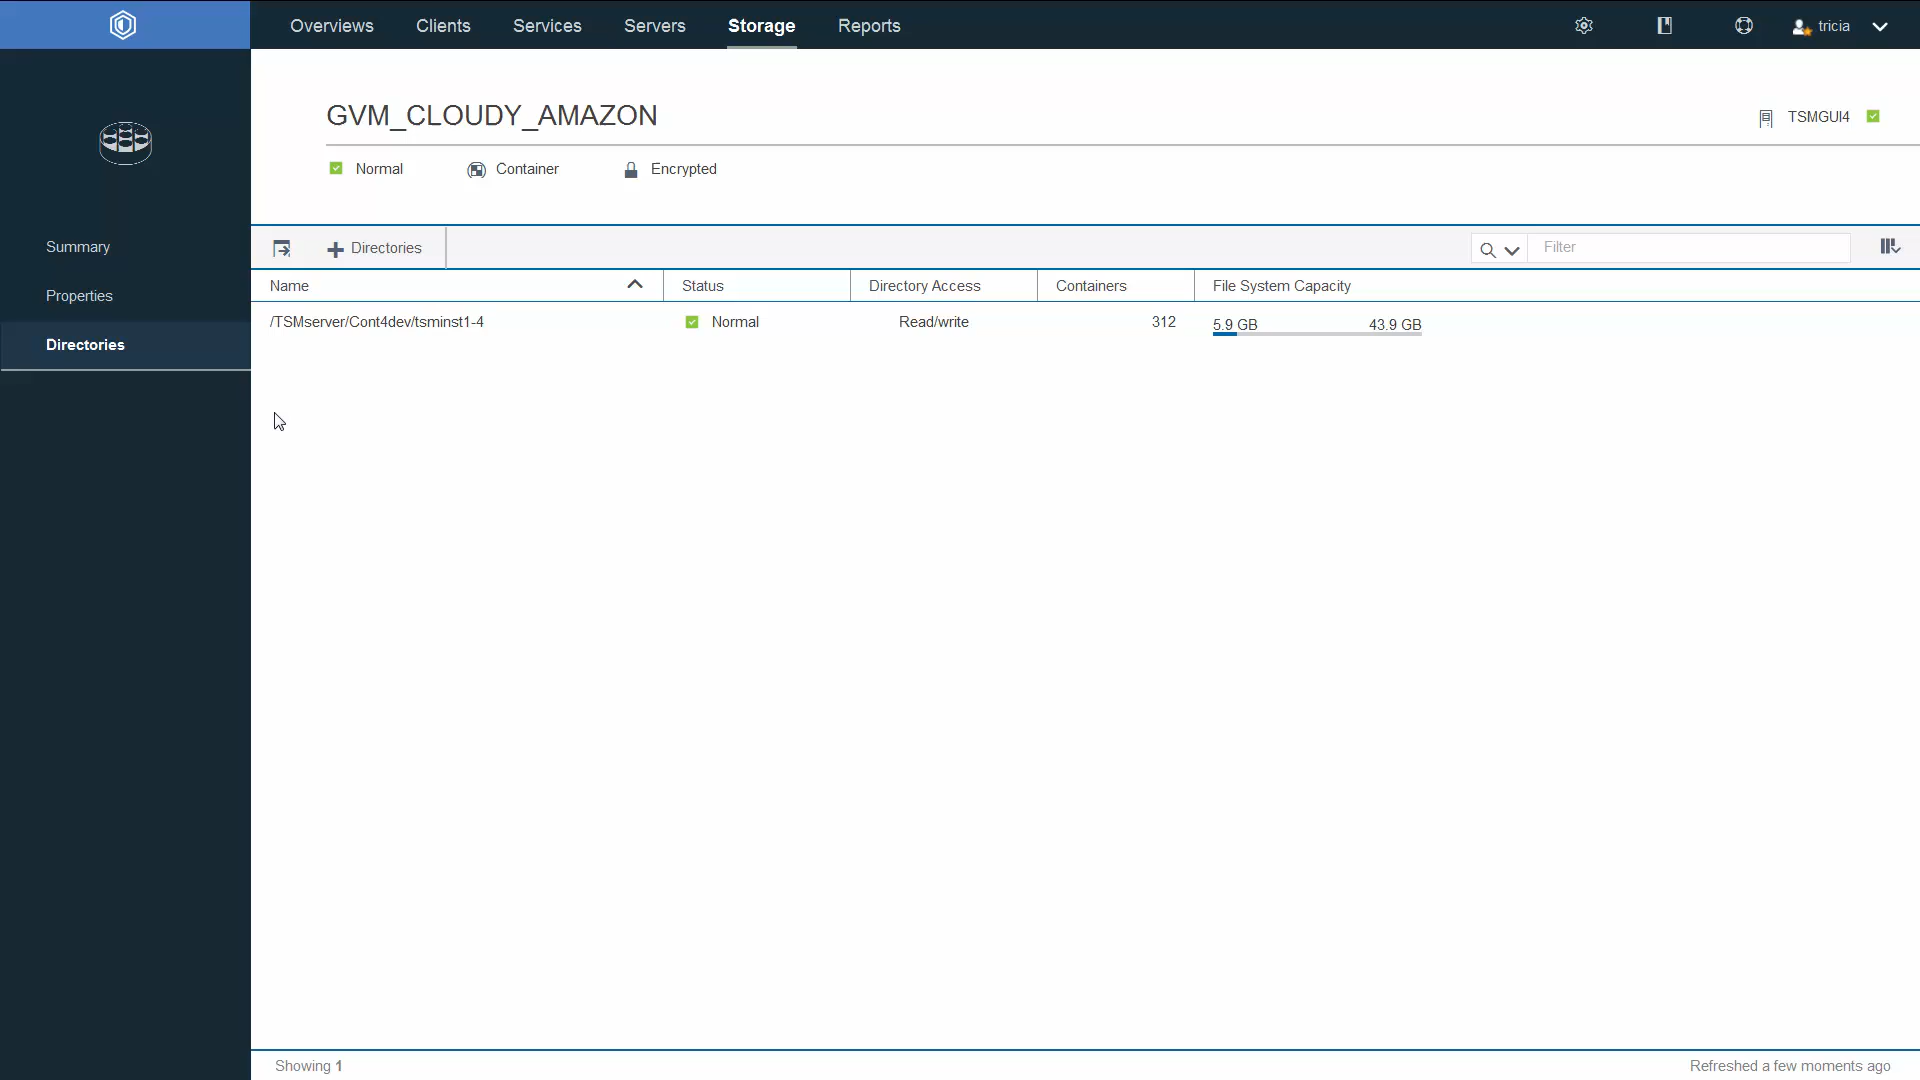 Overviews Clients Services Servers Storage Reports tricia
GVM_CLOUDY_AMAZON
TSMGUI4
Normal Container Encrypted
Summary
Properties
Directories
Directories
Filter
Name Status Directory Access Containers File System Capacity
/TSMserver/Cont4dev/tsminst1-4 Normal Read/write 312 5.9 GB 43.9 GB
Showing 1
Refreshed a few moments ago